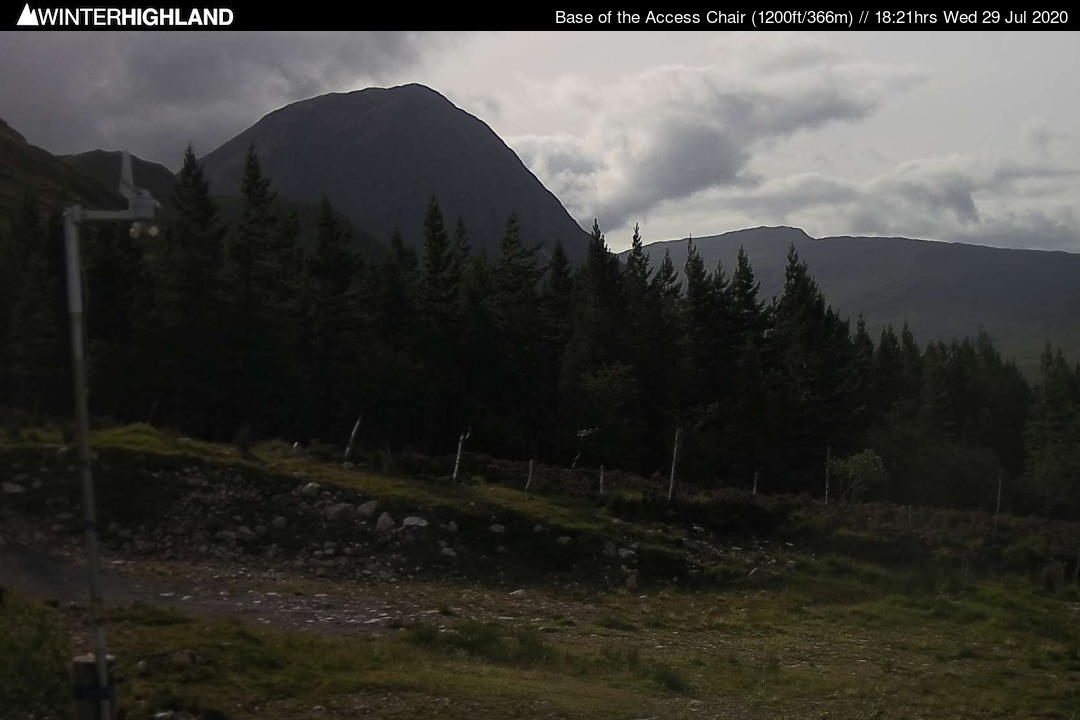 WINTERHIGHLAND
Base of the Access Chair (1200ft/366m) // 18:21hrs Wed 29 Jul 2020